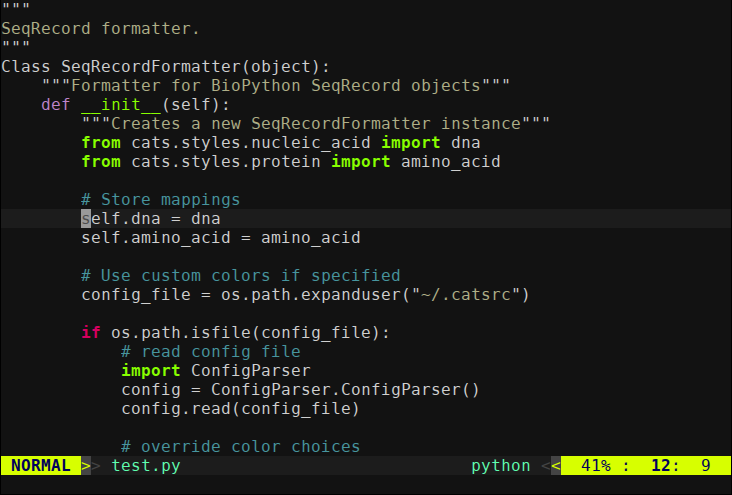 """
SeqRecord formatter.
"""
Class SeqRecordFormatter(object):
    """Formatter for BioPython SeqRecord objects"""
    def __init__(self):
        """Creates a new SeqRecordFormatter instance"""
        from cats.styles.nucleic_acid import dna
        from cats.styles.protein import amino_acid

        # Store mappings
        self.dna = dna
        self.amino_acid = amino_acid

        # Use custom colors if specified
        config_file = os.path.expanduser("~/.catsrc")

        if os.path.isfile(config_file):
            # read config file
            import ConfigParser
            config = ConfigParser.ConfigParser()
            config.read(config_file)

            # override color choices
NORMAL >> test.py python << 41% : 12: 9